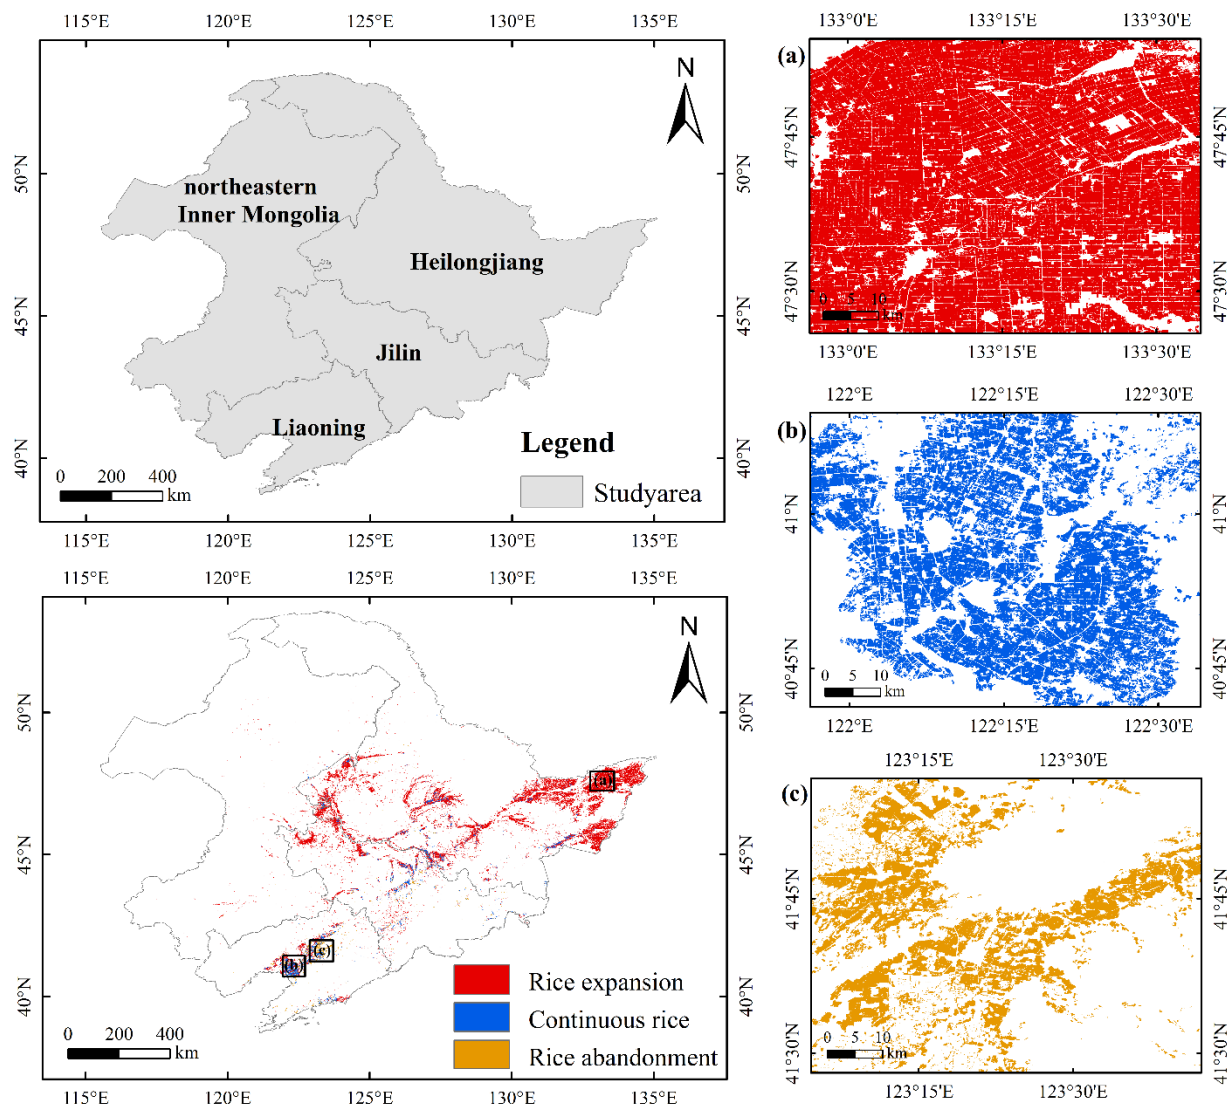 115°E 120°E 125°E 130°E 135°E
N
50°N 50°N
northeastern
Inner Mongolia
Heilongjiang
45°N 45°N
Jilin
Liaoning
Legend
40°N 40°N
0 200 400
km
Studyarea
115°E 120°E 125°E 130°E 135°E
115°E 120°E 125°E 130°E 135°E
N
50°N 50°N
(a)
45°N 45°N
(c)
(b)
Rice expansion
40°N 40°N
Continuous rice
0 200 400
km
Rice abandonment
115°E 120°E 125°E 130°E 135°E
133°0'E 133°15'E 133°30'E
(a)
47°45'N 47°45'N
47°30'N 47°30'N
0 5 10
km
133°0'E 133°15'E 133°30'E
122°E 122°15'E 122°30'E
(b)
41°N 41°N
40°45'N 40°45'N
0 5 10
km
122°E 122°15'E 122°30'E
123°15'E 123°30'E
(c)
41°45'N 41°45'N
41°30'N 41°30'N
0 5 10
km
123°15'E 123°30'E